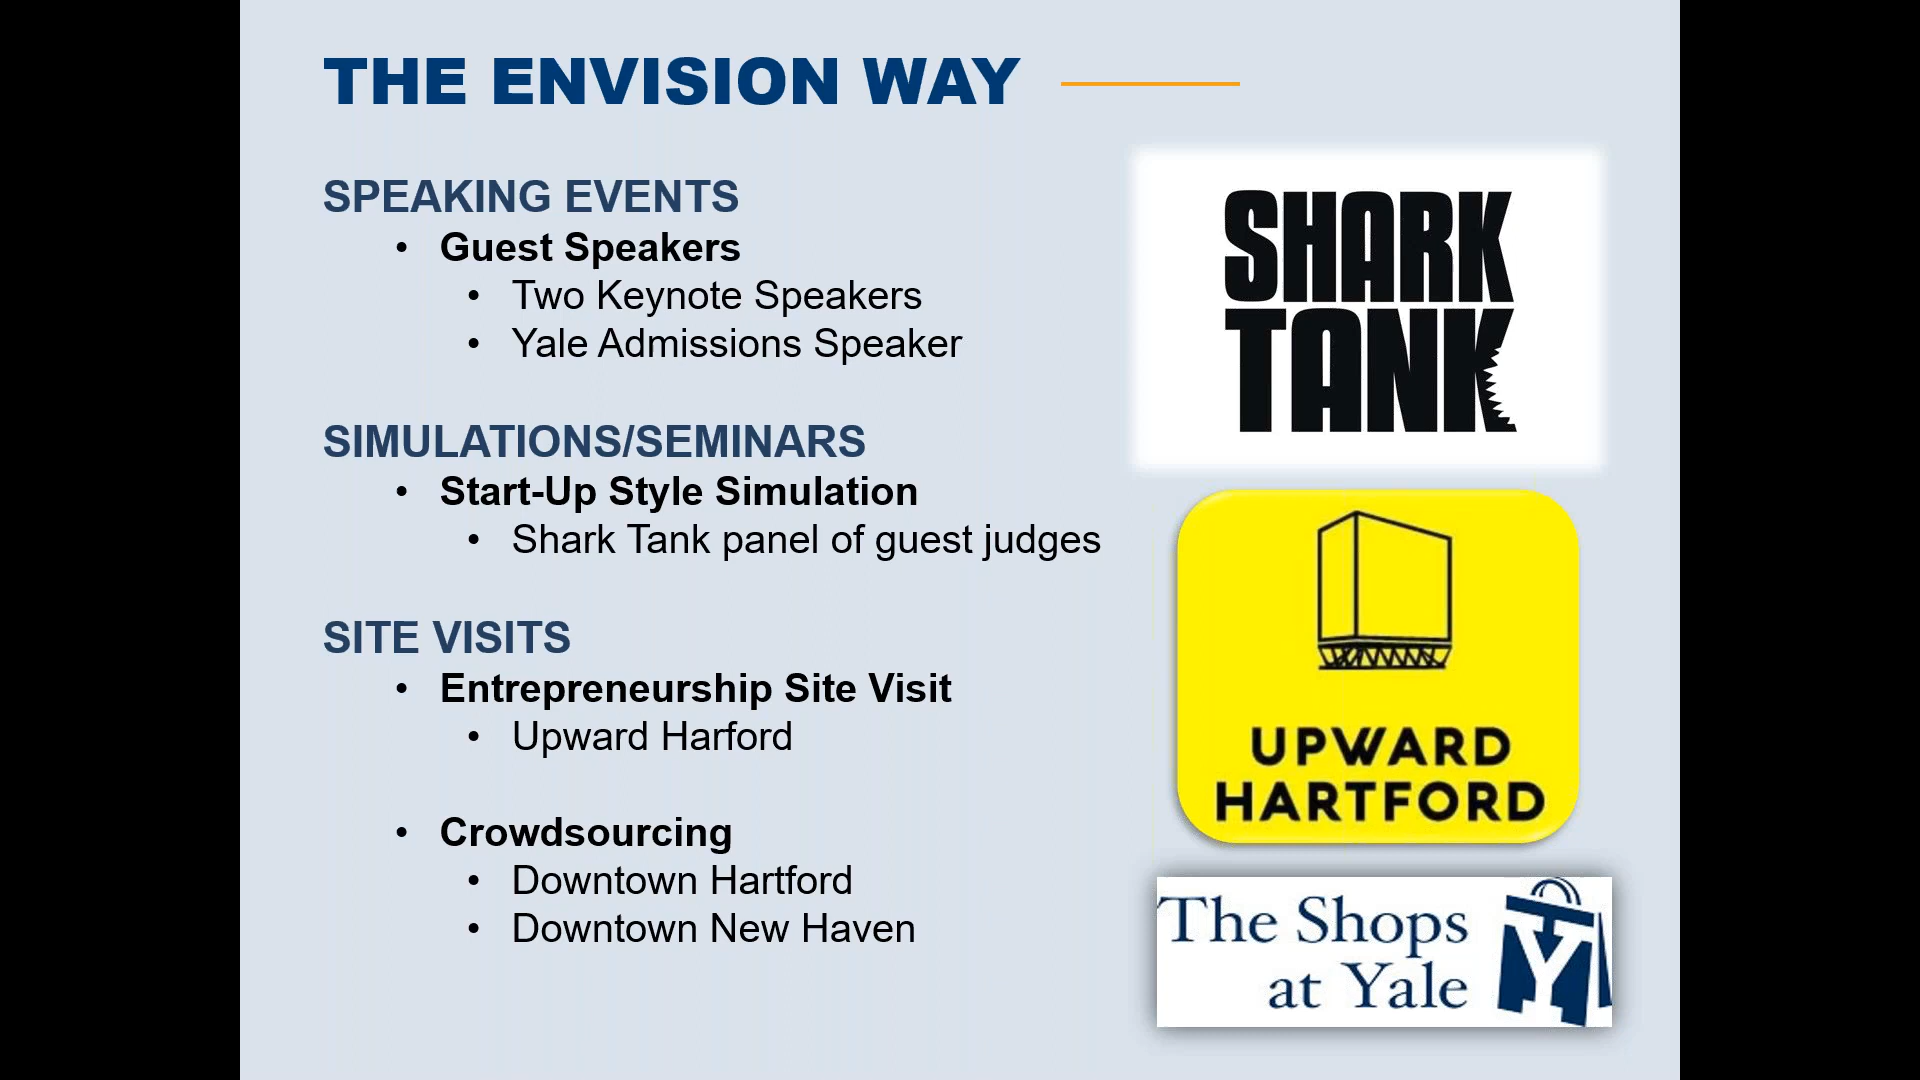 THE ENVISION WAY
SPEAKING EVENTS
• Guest Speakers
• Two Keynote Speakers
• Yale Admissions Speaker
SIMULATIONS/SEMINARS
• Start-Up Style Simulation
• Shark Tank panel of guest judges
SITE VISITS
• Entrepreneurship Site Visit
• Upward Harford
• Crowdsourcing
• Downtown Hartford
• Downtown New Haven
SHARK
TANK
UPWARD
HARTFORD
The Shops
at Yale
Y